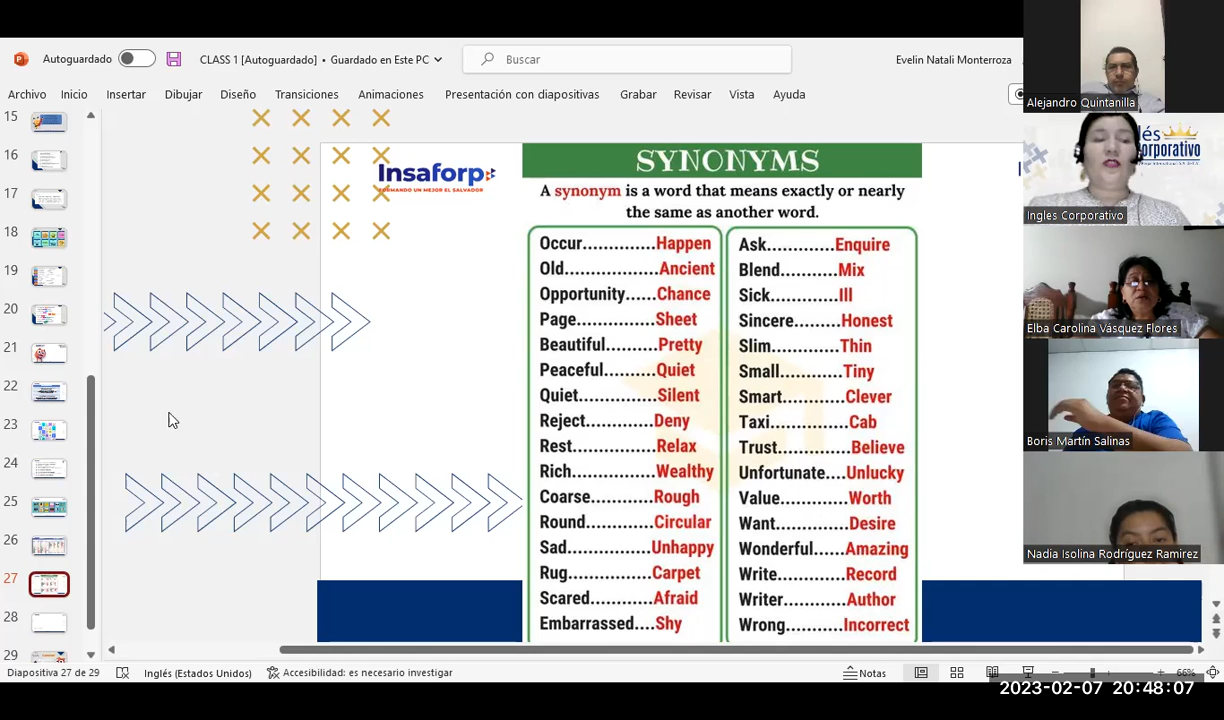 Autoguardado
CLASS 1 [Autoguardado] • Guardado en Este PC
Buscar
Evelin Natali Monterroza
Archivo Inicio Insertar Dibujar Diseño Transiciones Animaciones Presentación con diapositivas Grabar Revisar Vista Ayuda
15
16
17
18
19
20
21
22
23
24
25
26
27
28
29
Insaforp
FORMANDO UN MEJOR EL SALVADOR
SYNONYMS
A synonym is a word that means exactly or nearly
the same as another word.
Occur..............Happen
Old..................Ancient
Opportunity......Chance
Page................Sheet
Beautiful..........Pretty
Peaceful...........Quiet
Quiet................Silent
Reject..............Deny
Rest.................Relax
Rich.................Wealthy
Coarse.............Rough
Round..............Circular
Sad..................Unhappy
Rug..................Carpet
Scared.............Afraid
Embarrassed....Shy
Ask............Enquire
Blend..........Mix
Sick............Ill
Sincere........Honest
Slim............Thin
Small...........Tiny
Smart..........Clever
Taxi............Cab
Trust...........Believe
Unfortunate....Unlucky
Value...........Worth
Want............Desire
Wonderful......Amazing
Write...........Record
Writer..........Author
Wrong..........Incorrect
Alejandro Quintanilla
Ingles Corporativo
Elba Carolina Vásquez Flores
Boris Martín Salinas
Nadia Isolina Rodríguez Ramirez
Diapositiva 27 de 29
Inglés (Estados Unidos)
Accesibilidad: es necesario investigar
Notas
66%
2023-02-07 20:48:07